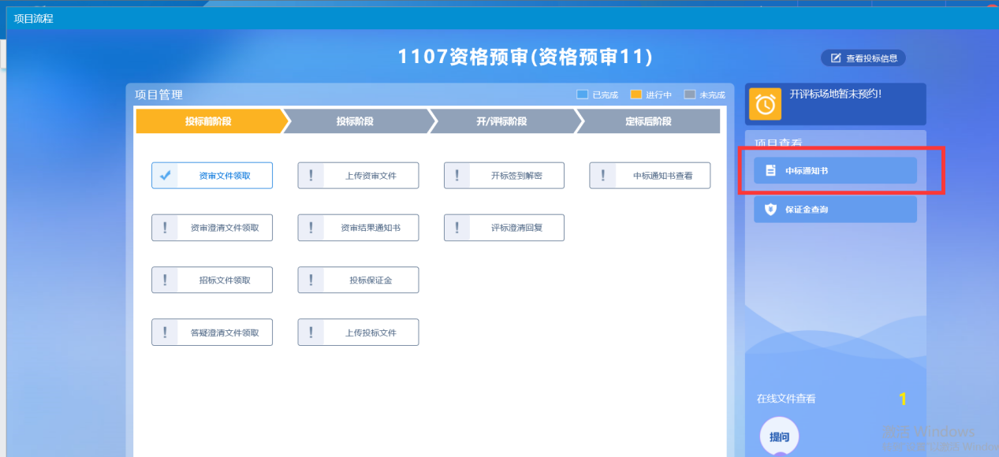 项目流程
1107资格预审(资格预审11)
查看投标信息
项目管理
已完成
进行中
未完成
投标前阶段
投标阶段
开/评标阶段
定标后阶段
资审文件领取
上传资审文件
开标签到解密
中标通知书查看
资审澄清文件领取
资审结果通知书
评标澄清回复
招标文件领取
投标保证金
答疑澄清文件领取
上传投标文件
开评标场地暂未预约!
项目查看
中标通知书
保证金查询
在线文件查看
1
提问
激活 Windows